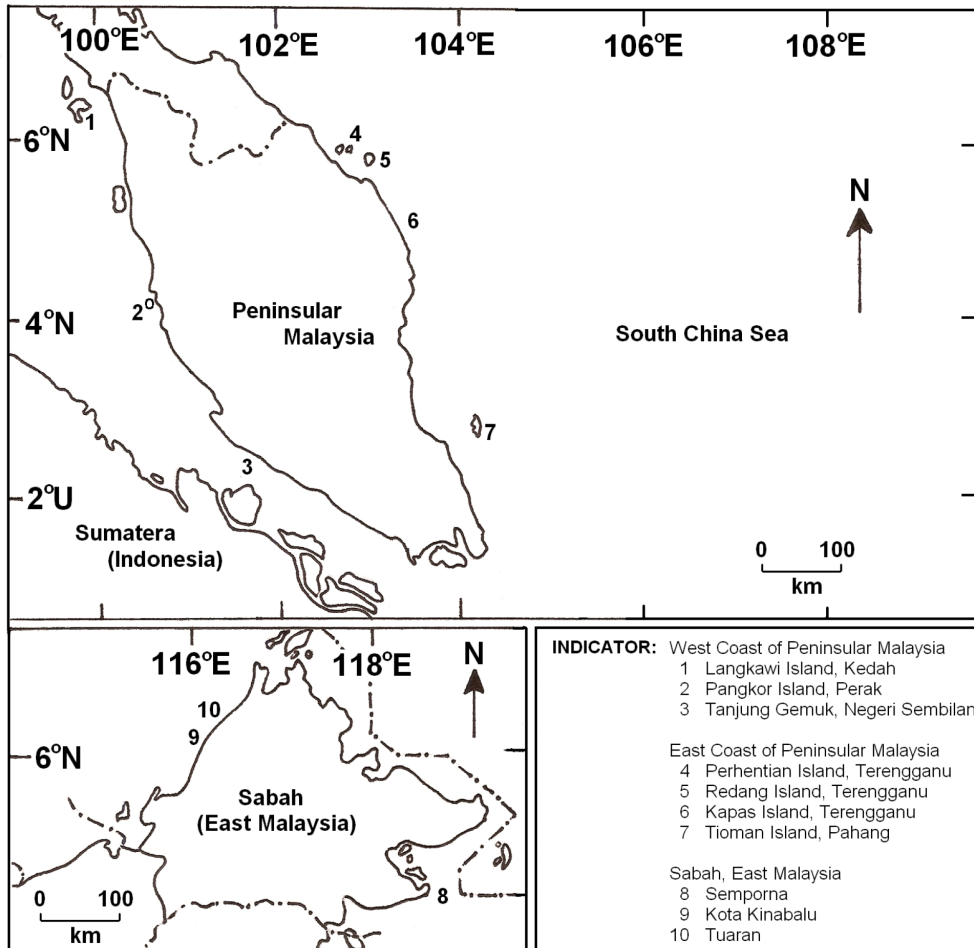 100°E 102°E 104°E 106°E 108°E
1
4
6°N
5
6
N
2
Peninsular
Malaysia
4°N
South China Sea
7
3
2°U
Sumatera
(Indonesia)
0 100
km
116°E 118°E
N
10
9
6°N
Sabah
(East Malaysia)
0 100
km
8
INDICATOR: West Coast of Peninsular Malaysia
1 Langkawi Island, Kedah
2 Pangkor Island, Perak
3 Tanjung Gemuk, Negeri Sembilan
East Coast of Peninsular Malaysia
4 Perhentian Island, Terengganu
5 Redang Island, Terengganu
6 Kapas Island, Terengganu
7 Tioman Island, Pahang
Sabah, East Malaysia
8 Semporna
9 Kota Kinabalu
10 Tuaran